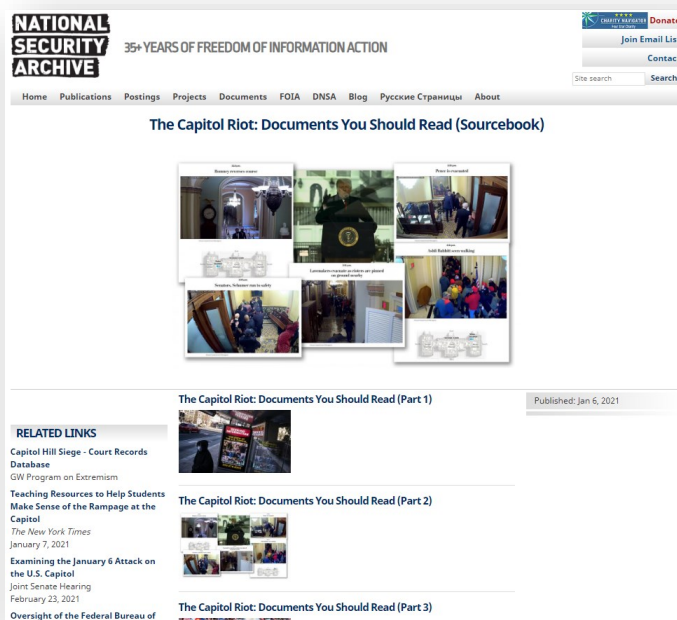 NATIONAL
SECURITY
ARCHIVE
35+ YEARS OF FREEDOM OF INFORMATION ACTION
CHARITY NAVIGATOR
Donate
Join Email Lis
Contac
Site search
Search
Home Publications Postings Projects Documents FOIA DNSA Blog Русские Страницы About
The Capitol Riot: Documents You Should Read (Sourcebook)
Romney reverses course
Pence is evacuated
Lawmakers evacuate as rioters are pinned
on ground nearby
Senators, Schumer run to safety
Published: Jan 6, 2021
RELATED LINKS
Capitol Hill Siege - Court Records
Database
GW Program on Extremism
Teaching Resources to Help Students
Make Sense of the Rampage at the
Capitol
The New York Times
January 7, 2021
Examining the January 6 Attack on
the U.S. Capitol
Joint Senate Hearing
February 23, 2021
Oversight of the Federal Bureau of
The Capitol Riot: Documents You Should Read (Part 1)
The Capitol Riot: Documents You Should Read (Part 2)
The Capitol Riot: Documents You Should Read (Part 3)